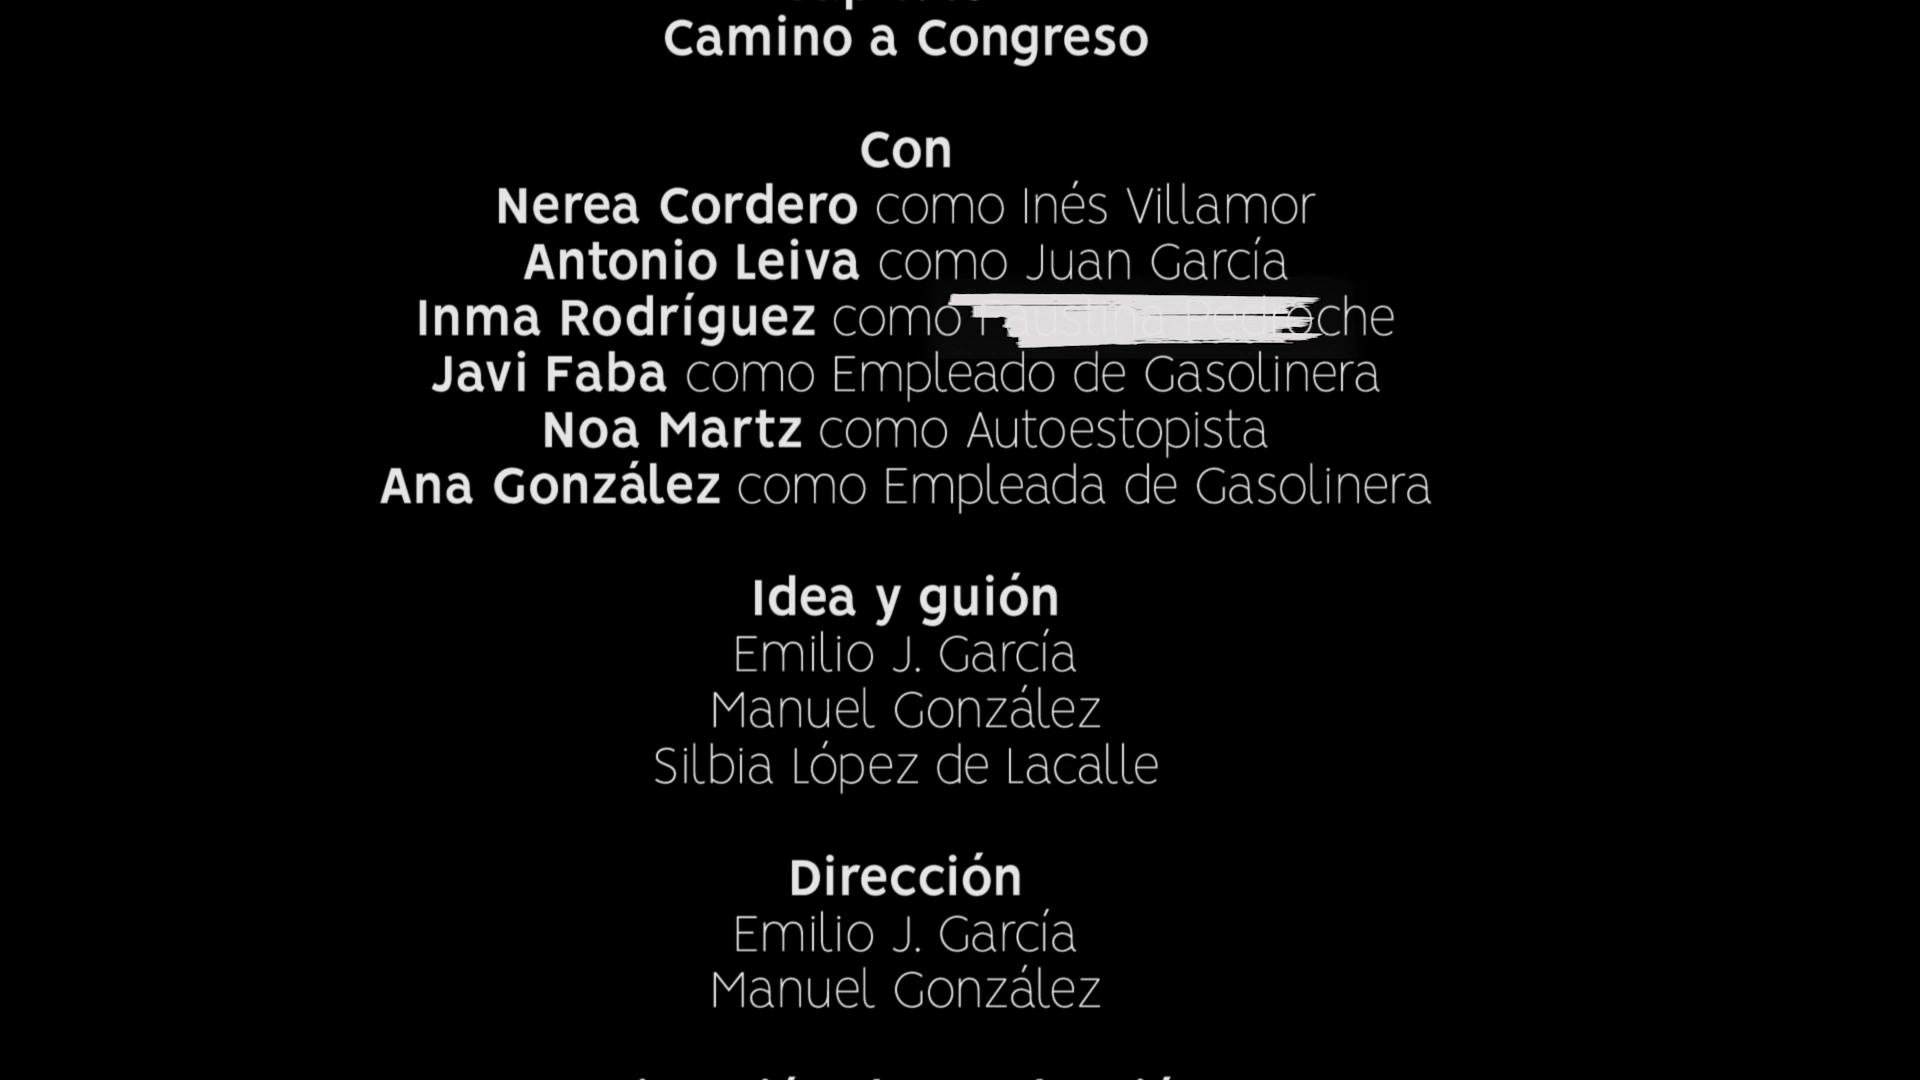 Camino a Congreso
Con
Nerea Cordero como Inés Villamor
Antonio Leiva como Juan García
Inma Rodríguez como Faustina Pedroche
Javi Faba como Empleado de Gasolinera
Noa Martz como Autoestopista
Ana González como Empleada de Gasolinera
Idea y guión
Emilio J. García
Manuel González
Silbia López de Lacalle
Dirección
Emilio J. García
Manuel González